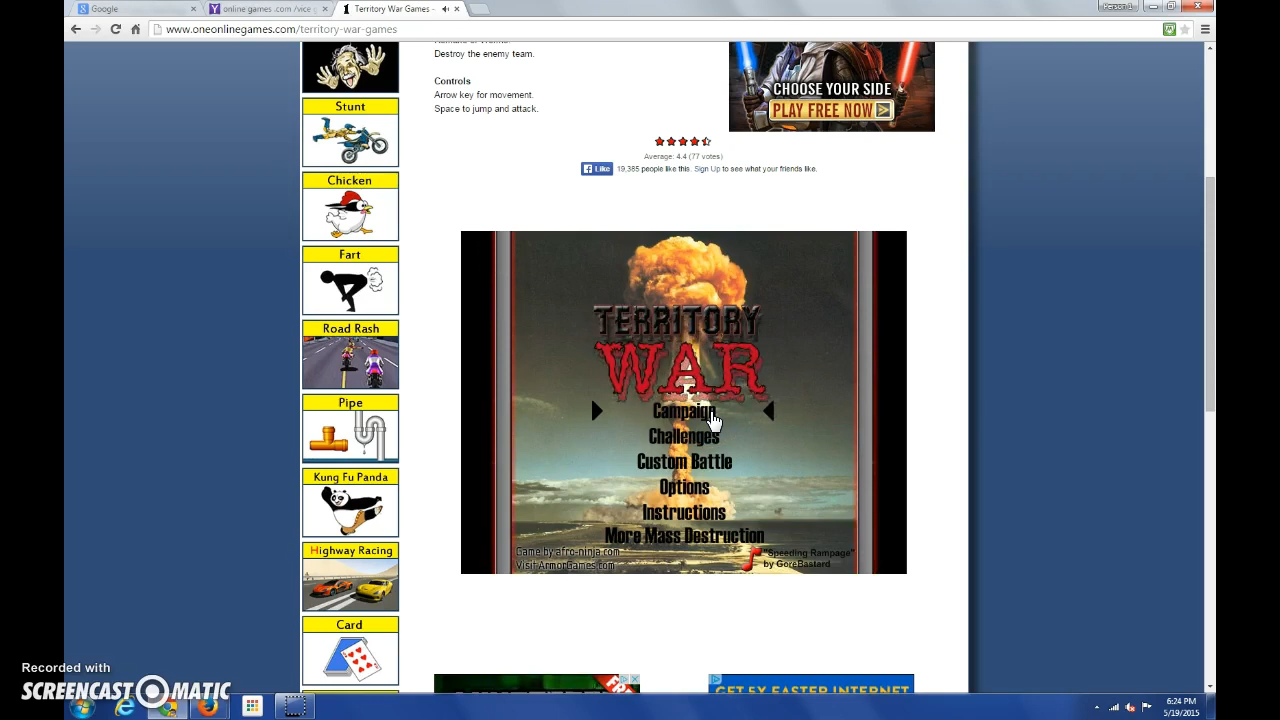 Google
online games .com /vice
Territory War Games -
Person 1
www.oneonlinegames.com/territory-war-games
Destroy the enemy team.
Controls
Arrow key for movement.
Space to jump and attack.
CHOOSE YOUR SIDE
PLAY FREE NOW
Average: 4.4 (77 votes)
Like
19,385 people like this. Sign Up to see what your friends like.
Stunt
Chicken
Fart
Road Rash
Pipe
Kung Fu Panda
Highway Racing
Card
TERRITORY
WAR
Campaign
Challenges
Custom Battle
Options
Instructions
More Mass Destruction
Game by afro-ninja.com
Visit ArmorGames.com
"Speeding Rampage"
by GoreBastard
GET 5X FASTER INTERNET
Recorded with
SCREENCAST-O-MATIC
6:24 PM
5/19/2015